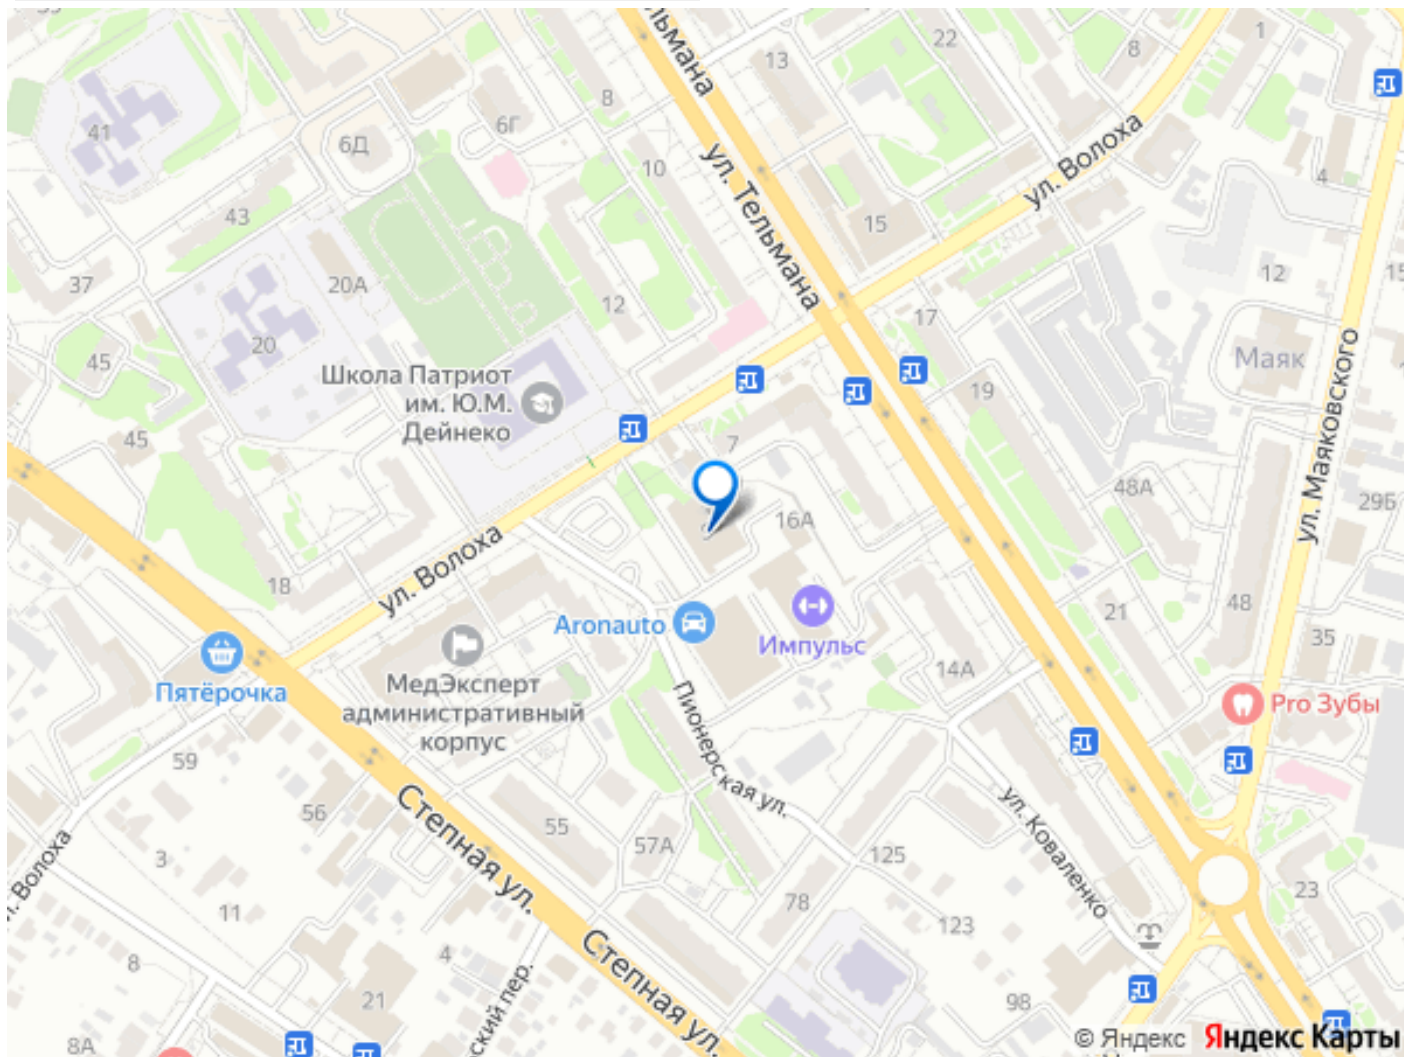 ул. Тельмана
13
22
8
1
41
8
6Г
6Д
10
ул. Волоха
4
43
15
37
20А
12
12
17
20
45
Школа Патриот
им. Ю.М.
Дейнеко
Маяк
ул. Маяковского
19
45
7
48А
29Б
16А
18
ул. Волоха
Aronauto
Импульс
21
48
35
Пятёрочка
МедЭксперт
административный
корпус
14А
Pro Зубы
Пионерская ул.
59
56
55
57А
125
ул. Коваленко
Степная ул.
3
Волоха
11
78
123
23
8
4
21
98
Степная ул.
8А
© Яндекс
Яндекс Карты